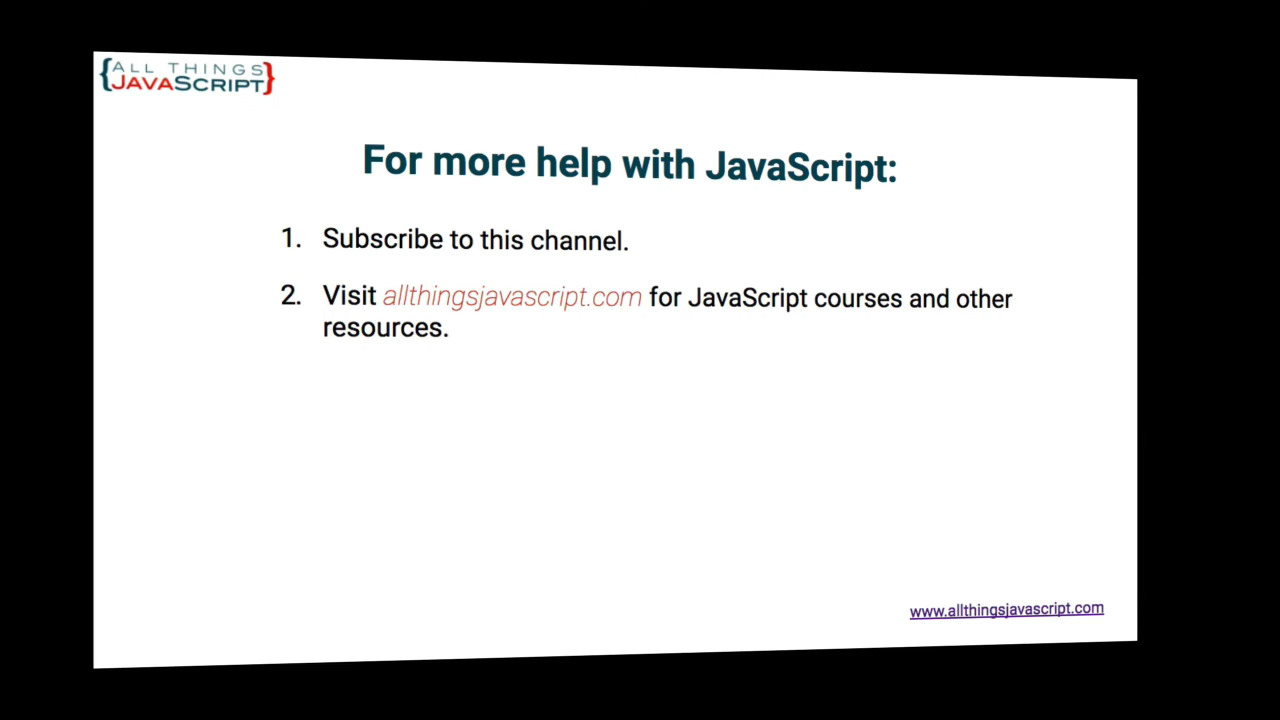 {ALL THINGS
JAVASCRIPT}
For more help with JavaScript:
1. Subscribe to this channel.
2. Visit allthingsjavascript.com for JavaScript courses and other
resources.
www.allthingsjavascript.com